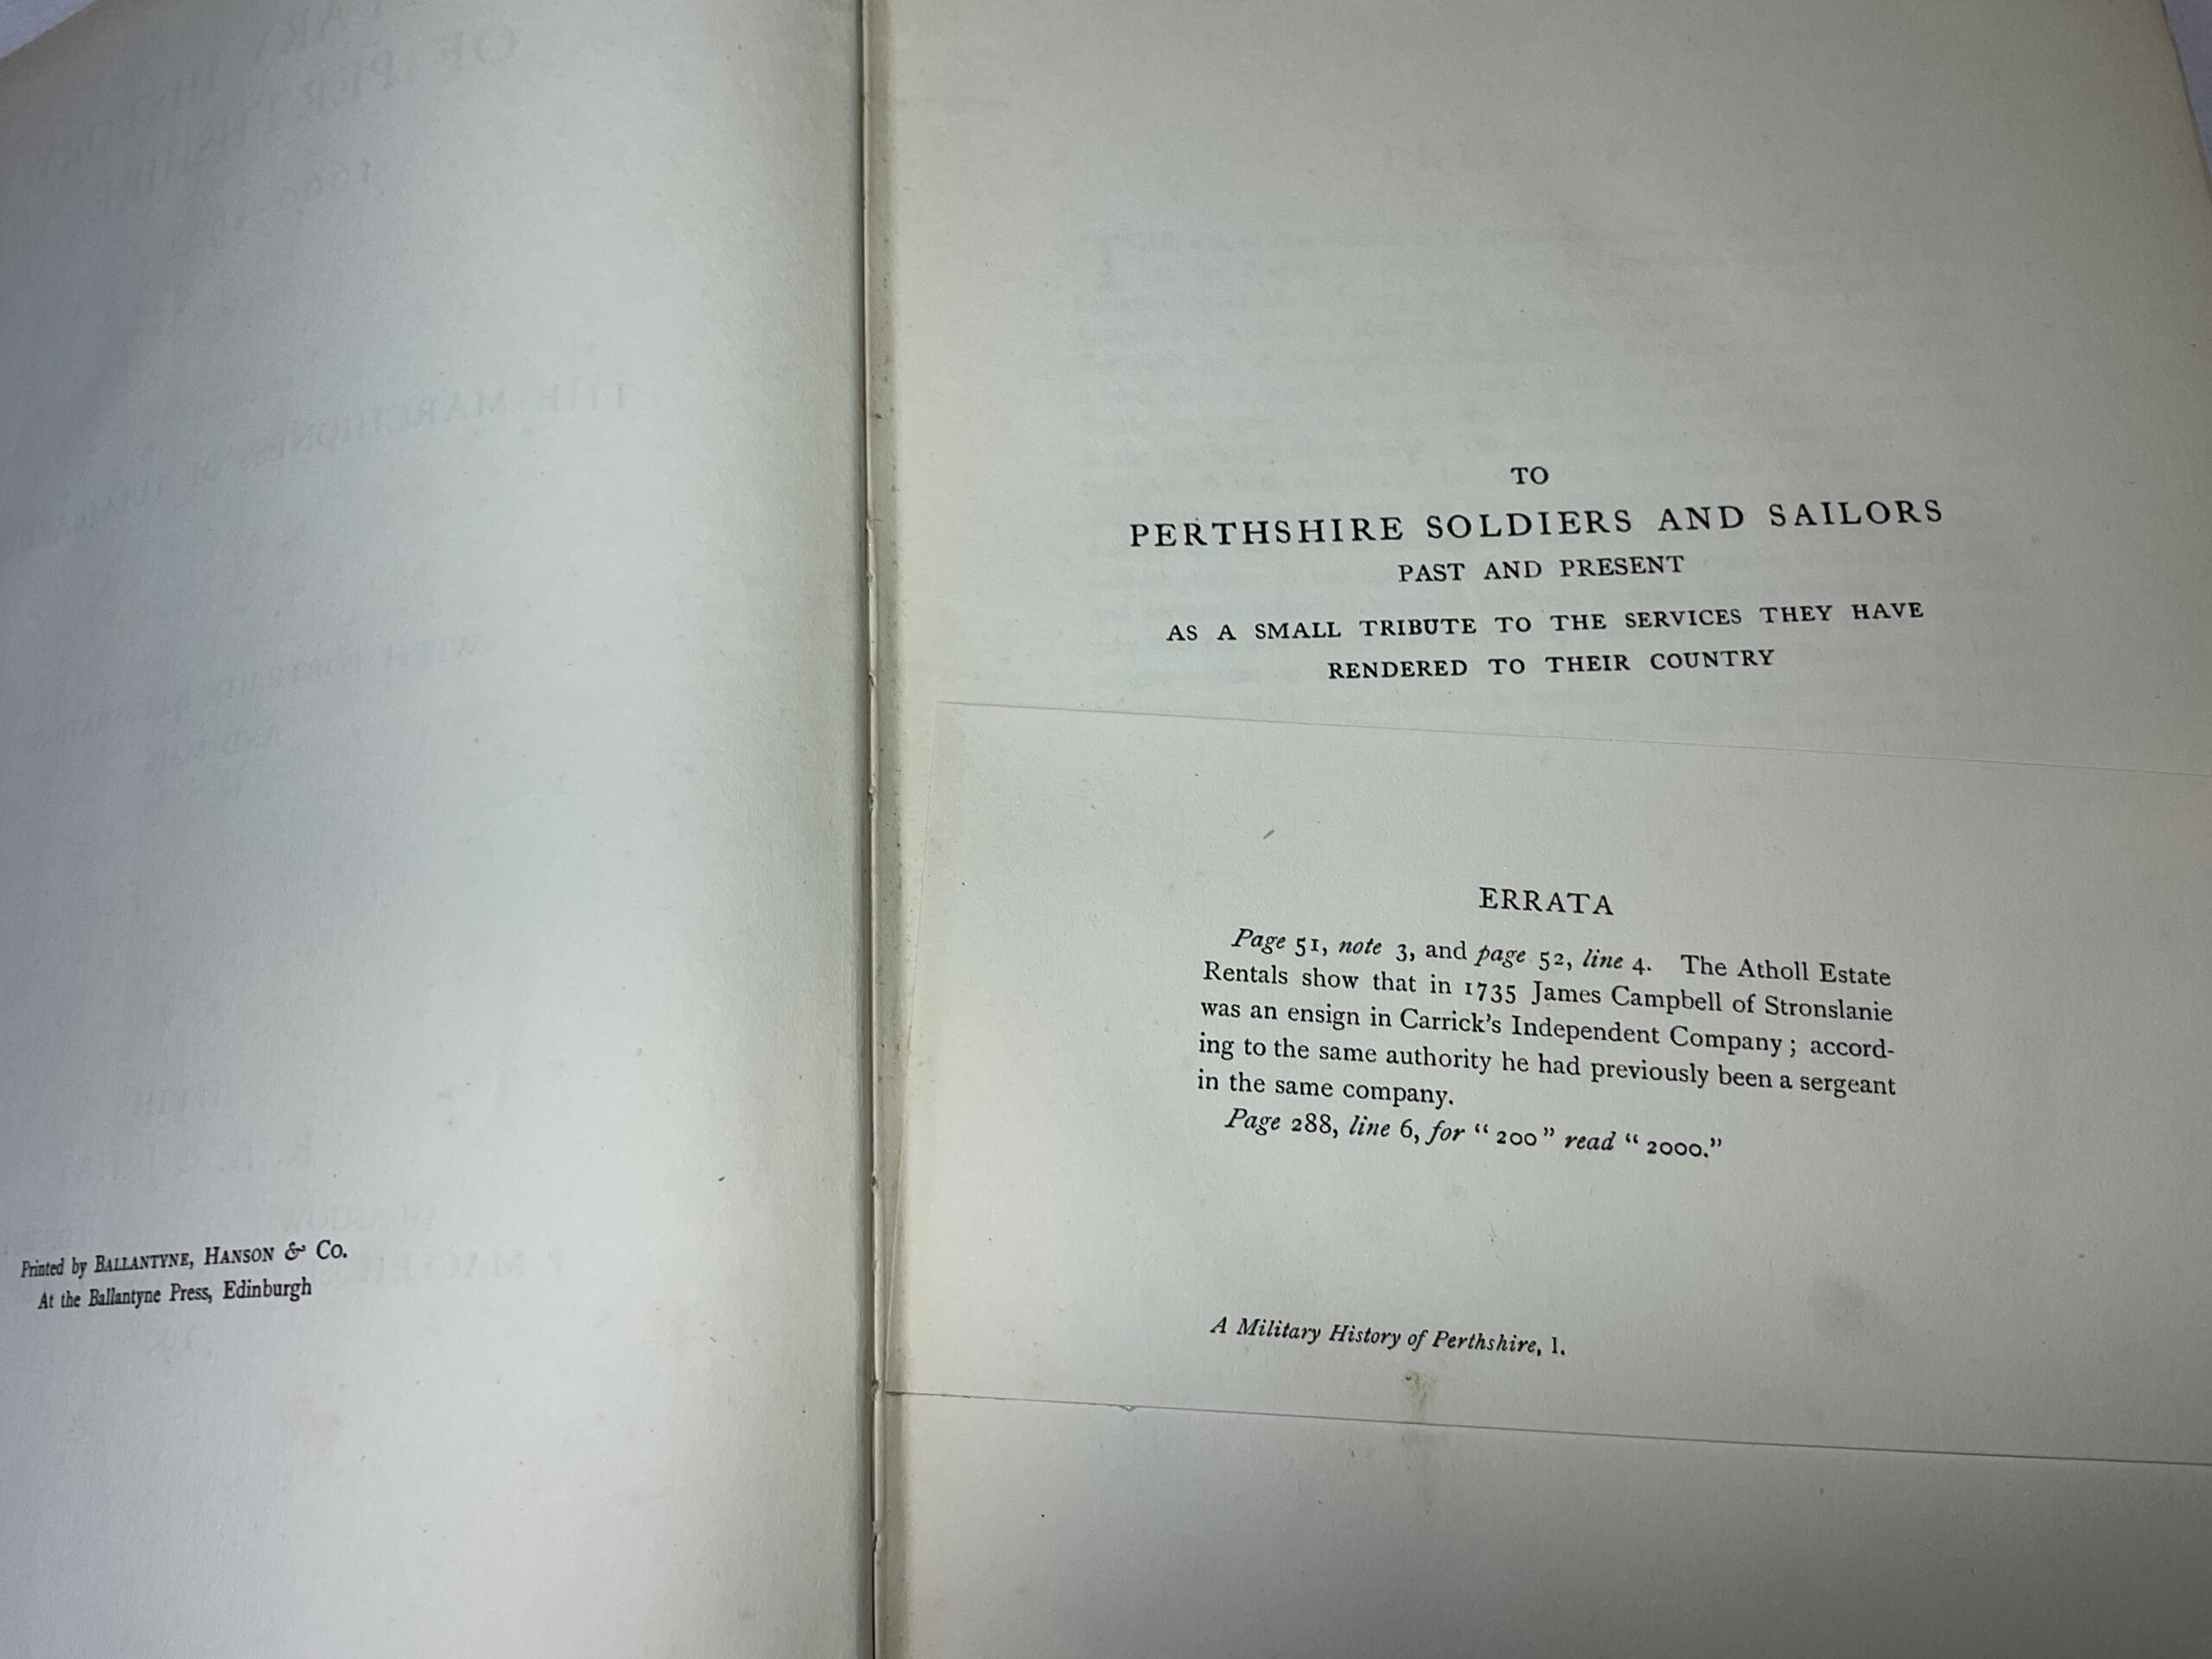 Printed by BALLANTYNE, HANSON & Co.
At the Ballantyne Press, Edinburgh
TO
PERTHSHIRE SOLDIERS AND SAILORS
PAST AND PRESENT
AS A SMALL TRIBUTE TO THE SERVICES THEY HAVE
RENDERED TO THEIR COUNTRY
ERRATA
Page 51, note 3, and page 52, line 4. The Atholl Estate
Rentals show that in 1735 James Campbell of Stronslanie
was an ensign in Carrick's Independent Company; accord-
ing to the same authority he had previously been a sergeant
in the same company.
Page 288, line 6, for “200” read “2000.”
A Military History of Perthshire, I.